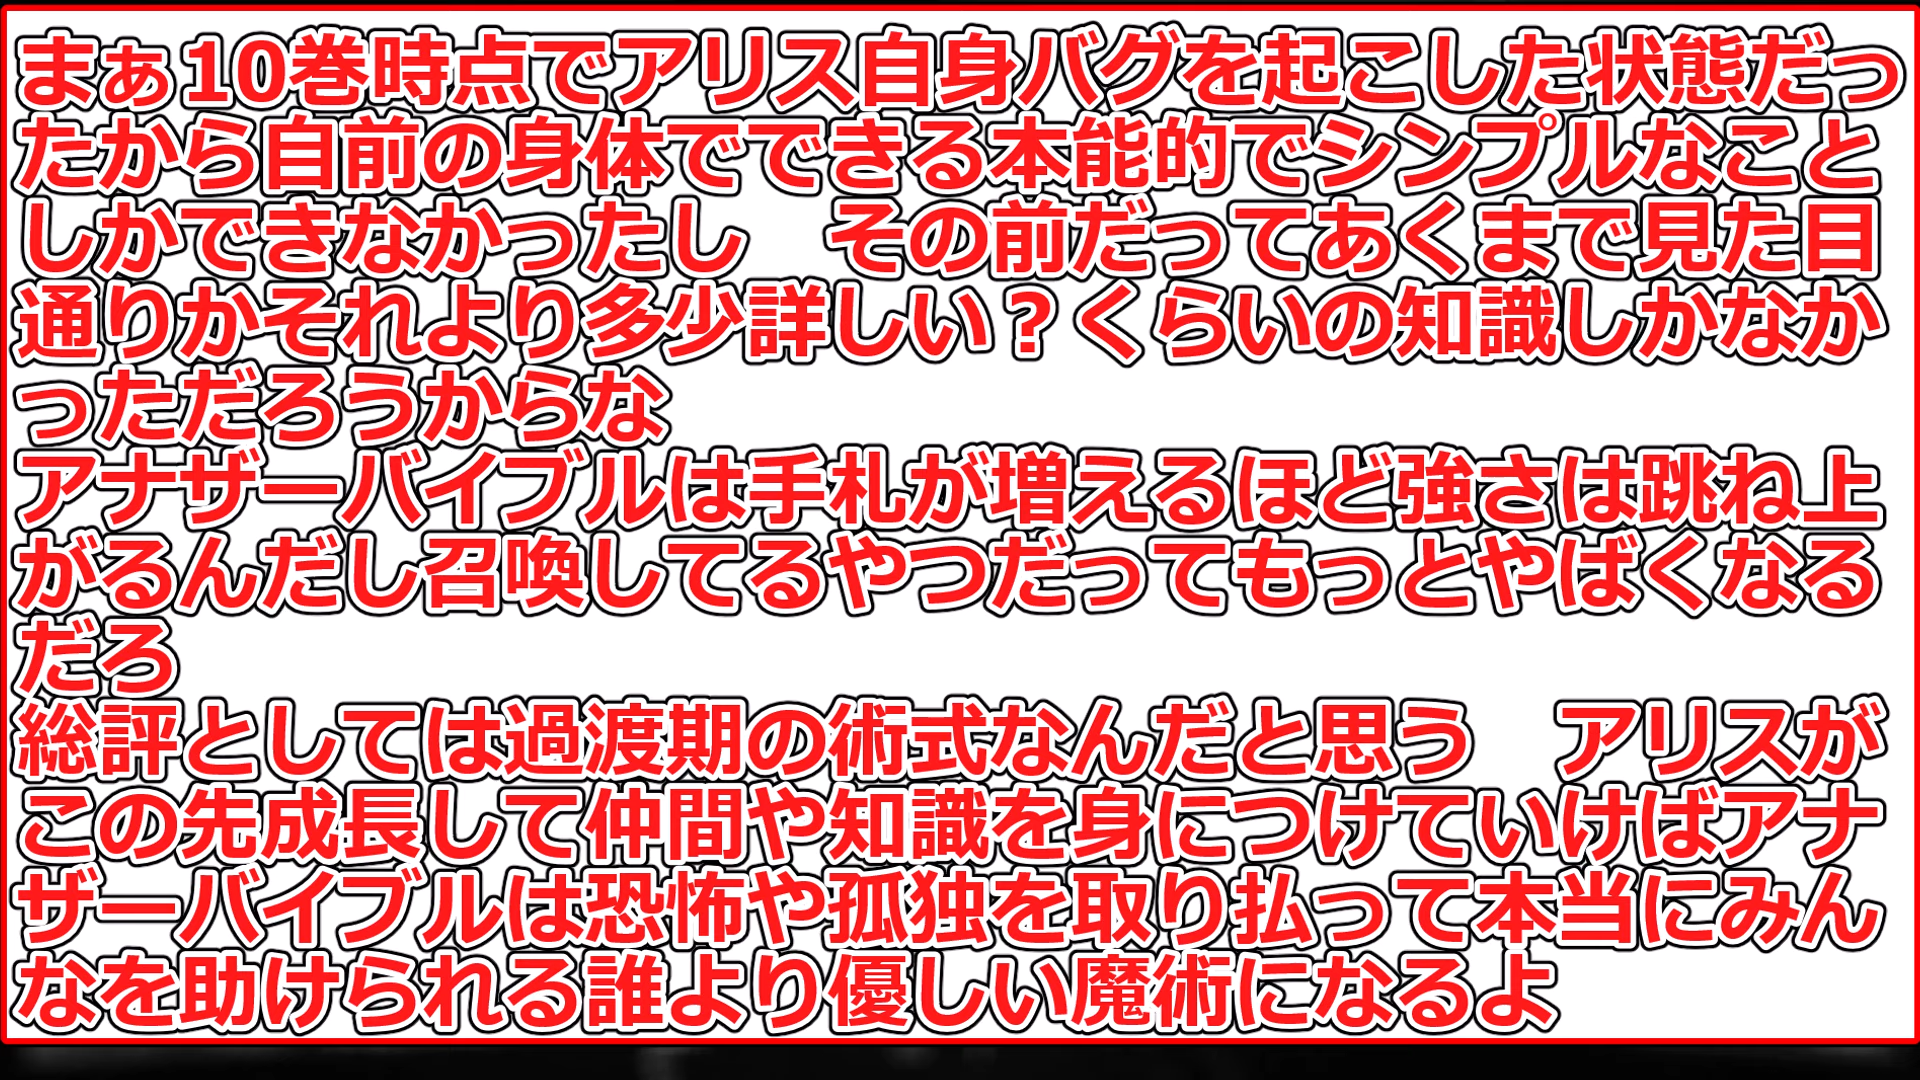 まぁ10巻時点でアリス自身バグを起こした状態だっ
たから自前の身体でできる本能的でシンプルなこと
しかできなかったし　その前だってあくまで見た目
通りかそれより多少詳しい？くらいの知識しかなか
っただろうからな
アナザーバイブルは手札が増えるほど強さは跳ね上
がるんだし召喚してるやつだってもっとやばくなる
だろ
総評としては過渡期の術式なんだと思う　アリスが
この先成長して仲間や知識を身につけていけばアナ
ザーバイブルは恐怖や孤独を取り払って本当にみん
なを助けられる誰より優しい魔術になるよ